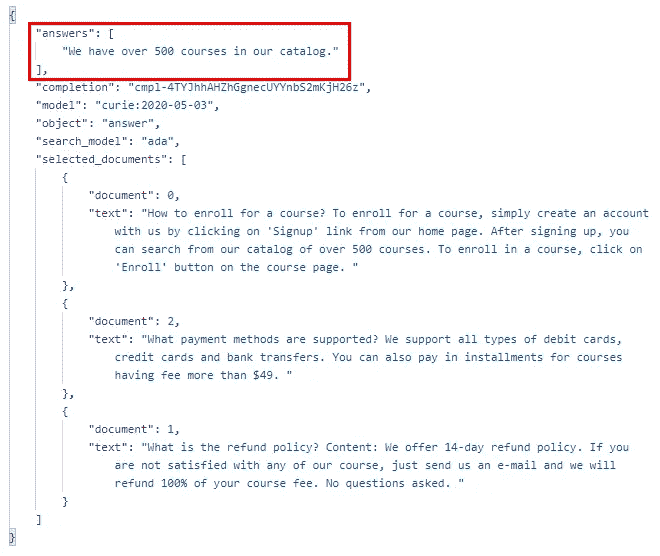 {
"answers": [
"We have over 500 courses in our catalog."
],
"completion": "cmpl-4TYJhhAHZhGgnecUYYnbS2mKjH26z",
"model": "curie:2020-05-03",
"object": "answer",
"search_model": "ada",
"selected_documents": [
{
"document": 0,
"text": "How to enroll for a course? To enroll for a course, simply create an account
with us by clicking on 'Signup' link from our home page. After signing up, you
can search from our catalog of over 500 courses. To enroll in a course, click on
'Enroll' button on the course page. "
},
{
"document": 2,
"text": "What payment methods are supported? We support all types of debit cards,
credit cards and bank transfers. You can also pay in installments for courses
having fee more than $49. "
},
{
"document": 1,
"text": "What is the refund policy? Content: We offer 14-day refund policy. If you
are not satisfied with any of our course, just send us an e-mail and we will
refund 100% of your course fee. No questions asked. "
}
]
}